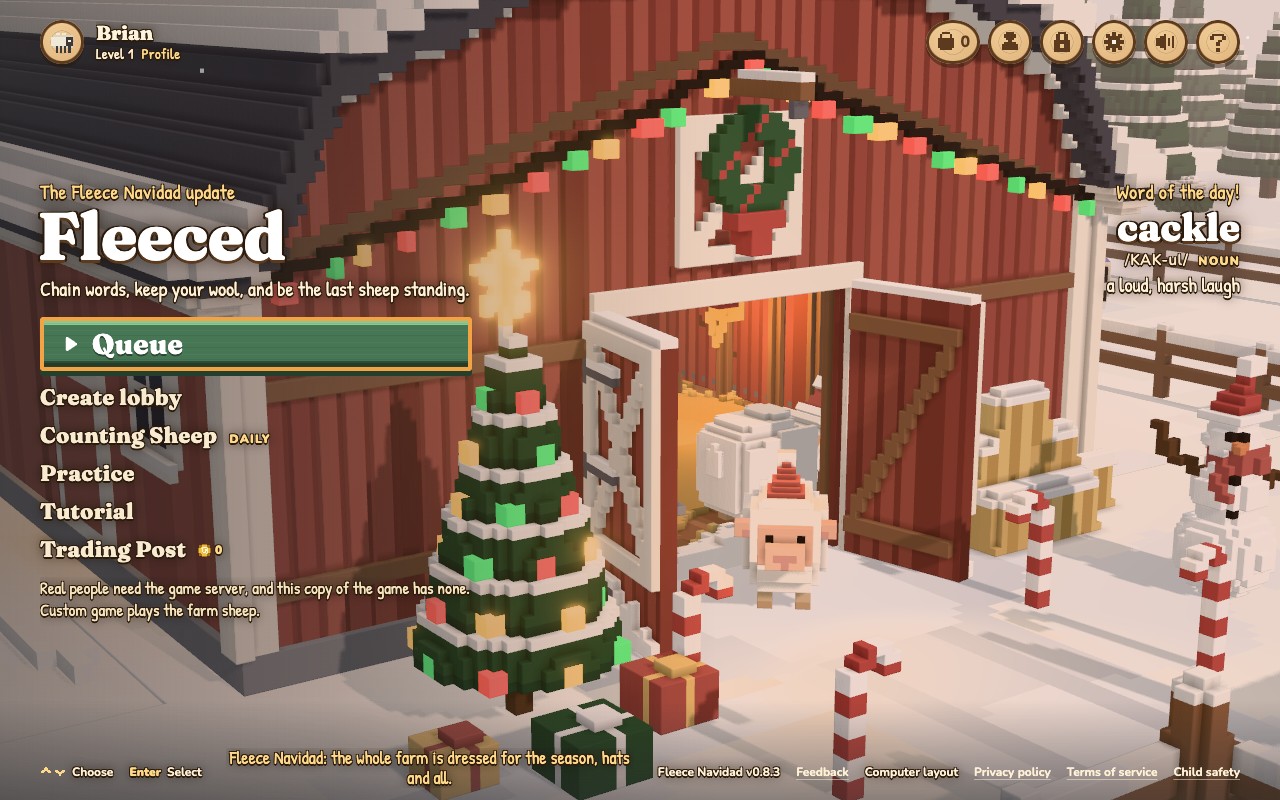 Brian
Level 1 Profile
0
The Fleece Navidad update
Fleeced
Chain words, keep your wool, and be the last sheep standing.
Queue
Create lobby
Counting Sheep DAILY
Practice
Tutorial
Trading Post 0
Real people need the game server, and this copy of the game has none.
Custom game plays the farm sheep.
Word of the day!
cackle
/KAK-ul/ NOUN
a loud, harsh laugh
Choose Enter Select
Fleece Navidad: the whole farm is dressed for the season, hats
and all.
Fleece Navidad v0.8.3 Feedback Computer layout Privacy policy Terms of service Child safety